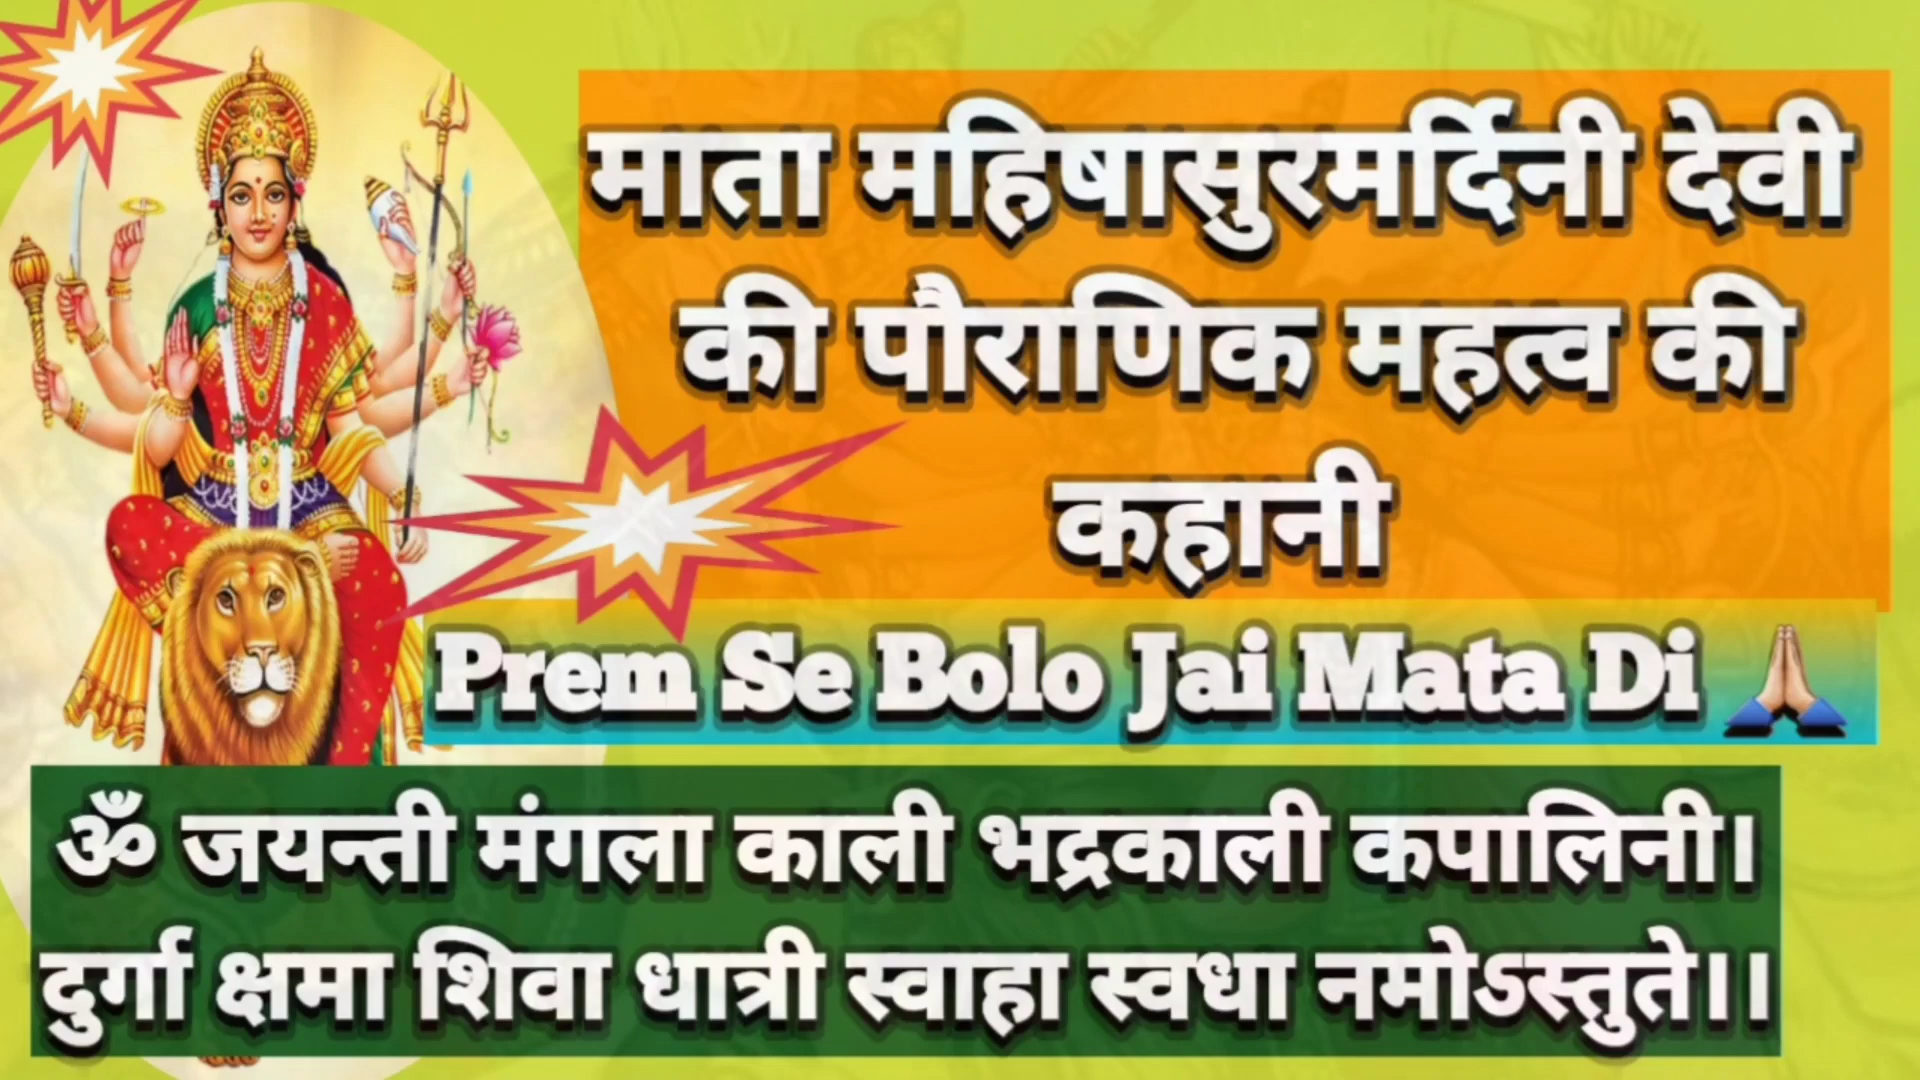 माता महिषासुरमर्दिनी देवी
की पौराणिक महत्व की
कहानी
Prem Se Bolo Jai Mata Di 🙏🏻
ॐ जयन्ती मंगला काली भद्रकाली कपालिनी।
दुर्गा क्षमा शिवा धात्री स्वाहा स्वधा नमोऽस्तुते।।